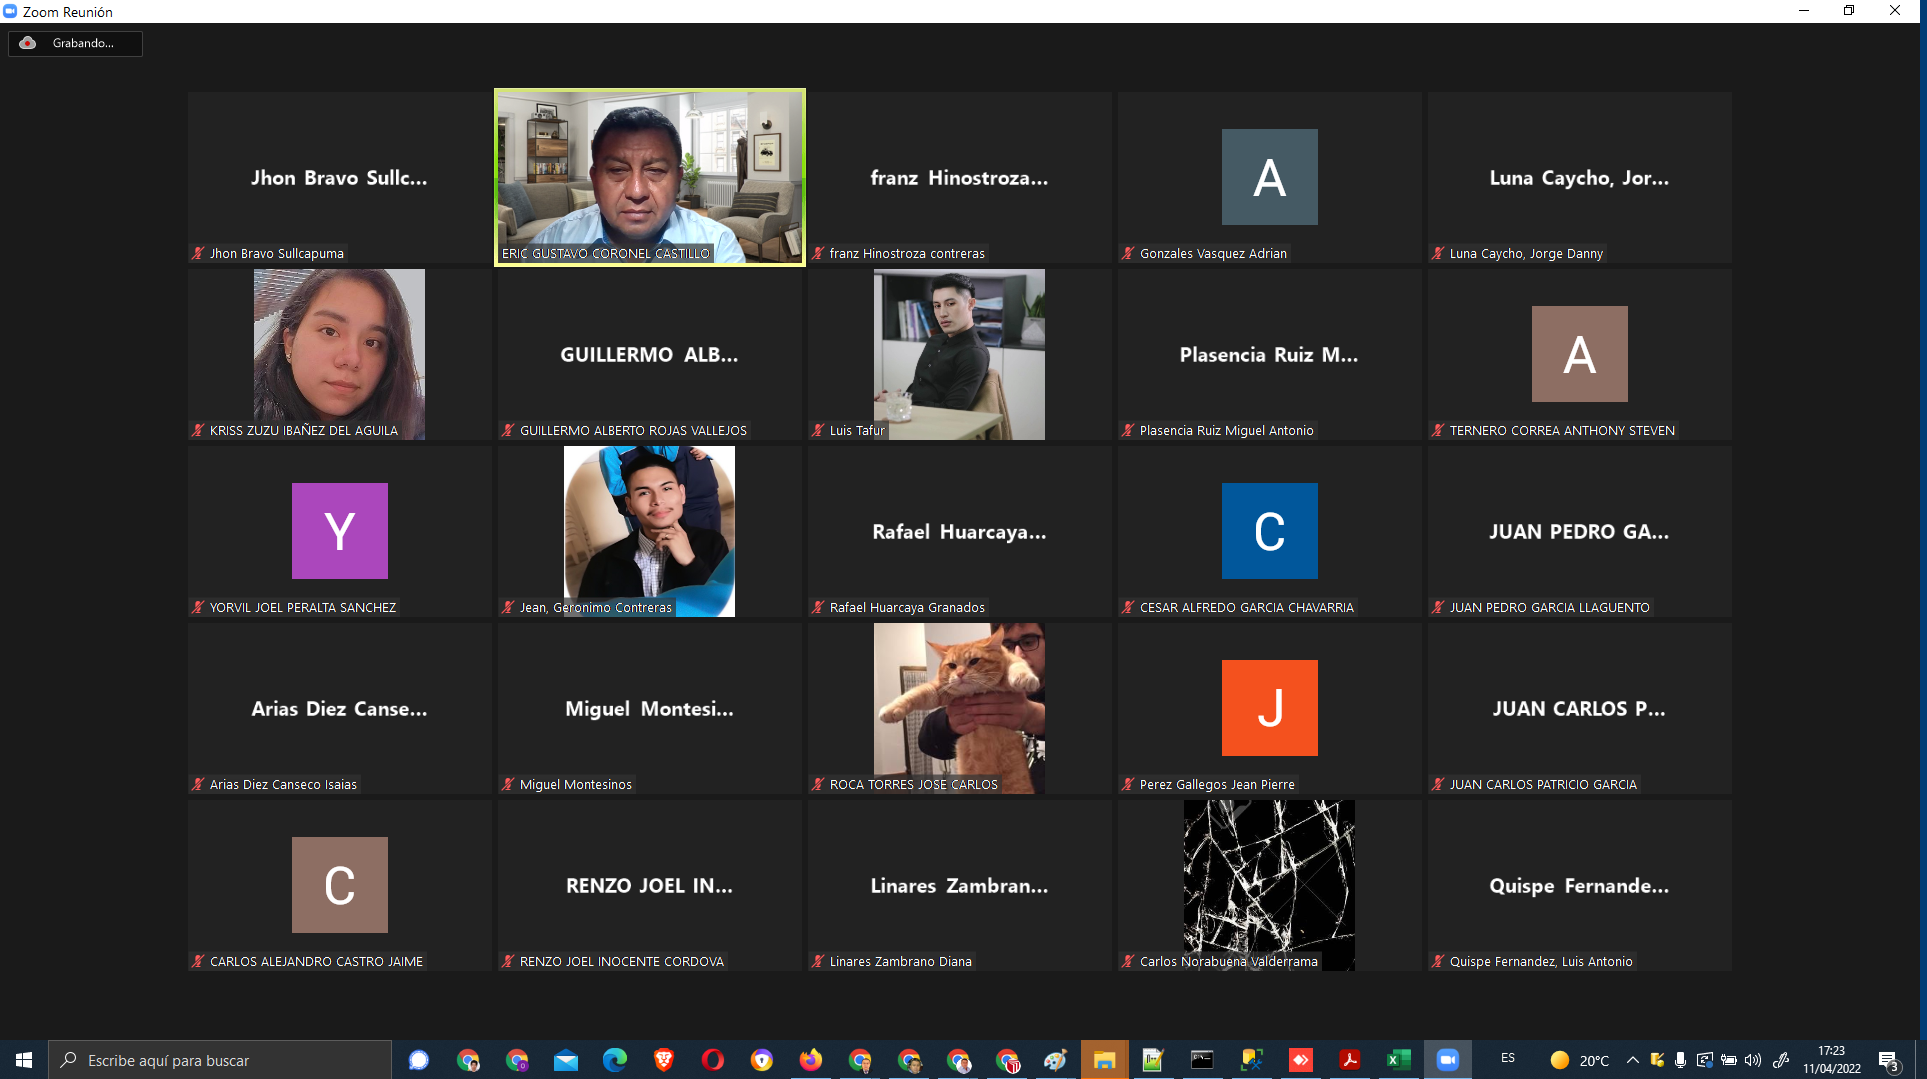 Zoom Reunión
Grabando...
Jhon Bravo Sullc...
Jhon Bravo Sullcapuma
ERIC GUSTAVO CORONEL CASTILLO
franz Hinostroza...
franz Hinostroza contreras
A
Gonzales Vasquez Adrian
Luna Caycho, Jor...
Luna Caycho, Jorge Danny
KRISS ZUZU IBAÑEZ DEL AGUILA
GUILLERMO ALB...
GUILLERMO ALBERTO ROJAS VALLEJOS
Luis Tafur
Plasencia Ruiz M...
Plasencia Ruiz Miguel Antonio
A
TERNERO CORREA ANTHONY STEVEN
Y
YORVIL JOEL PERALTA SANCHEZ
Jean, Geronimo Contreras
Rafael Huarcaya...
Rafael Huarcaya Granados
C
CESAR ALFREDO GARCIA CHAVARRIA
JUAN PEDRO GA...
JUAN PEDRO GARCIA LLAGUENTO
Arias Diez Canse...
Arias Diez Canseco Isaias
Miguel Montesi...
Miguel Montesinos
ROCA TORRES JOSE CARLOS
J
Perez Gallegos Jean Pierre
JUAN CARLOS P...
JUAN CARLOS PATRICIO GARCIA
C
CARLOS ALEJANDRO CASTRO JAIME
RENZO JOEL IN...
RENZO JOEL INOCENTE CORDOVA
Linares Zambran...
Linares Zambrano Diana
Carlos Norabuena Valderrama
Quispe Fernande...
Quispe Fernandez, Luis Antonio
Escribe aquí para buscar
ES
20°C
17:23
11/04/2022
3